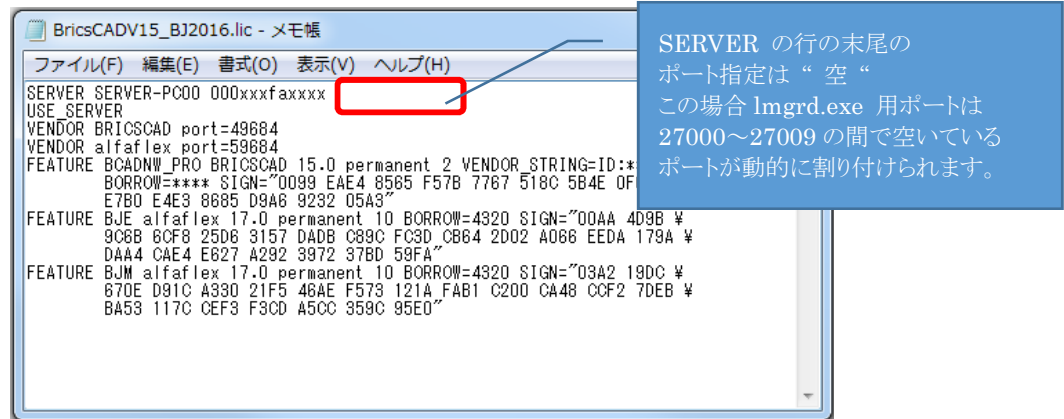 BricsCADV15_BJ2016.lic - メモ帳
ファイル(F) 編集(E) 書式(O) 表示(V) ヘルプ(H)
SERVER SERVER-PC00 000xxxfaxxxx
USE_SERVER
VENDOR BRICSCAD port=49684
VENDOR alfaflex port=59684
FEATURE BCADNW_PRO BRICSCAD 15.0 permanent 2 VENDOR_STRING=ID:*
BORROW=**** SIGN="0099 EAE4 8565 F57B 7767 518C 5B4E
E7B0 E4E3 8685 D9A6 9232 05A3"
FEATURE BJE alfaflex 17.0 permanent 10 BORROW=4320 SIGN="00AA 4D9B ¥
9C6B 6CF8 25D6 3157 DADB C89C FC3D CB64 2D02 A066 EEDA 179A ¥
DAA4 CAE4 E627 A292 3972 37BD 59FA"
FEATURE BJM alfaflex 17.0 permanent 10 BORROW=4320 SIGN="03A2 19DC ¥
670E D91C A330 21F5 46AE F573 121A FAB1 C200 CA48 CCF2 7DEB ¥
BA53 117C CEF3 F3CD A5CC 359C 95E0"
SERVER の行の末尾の
ポート指定は “ 空 “
この場合 lmgrd.exe 用ポートは
27000～27009 の間で空いている
ポートが動的に割り付けられます。